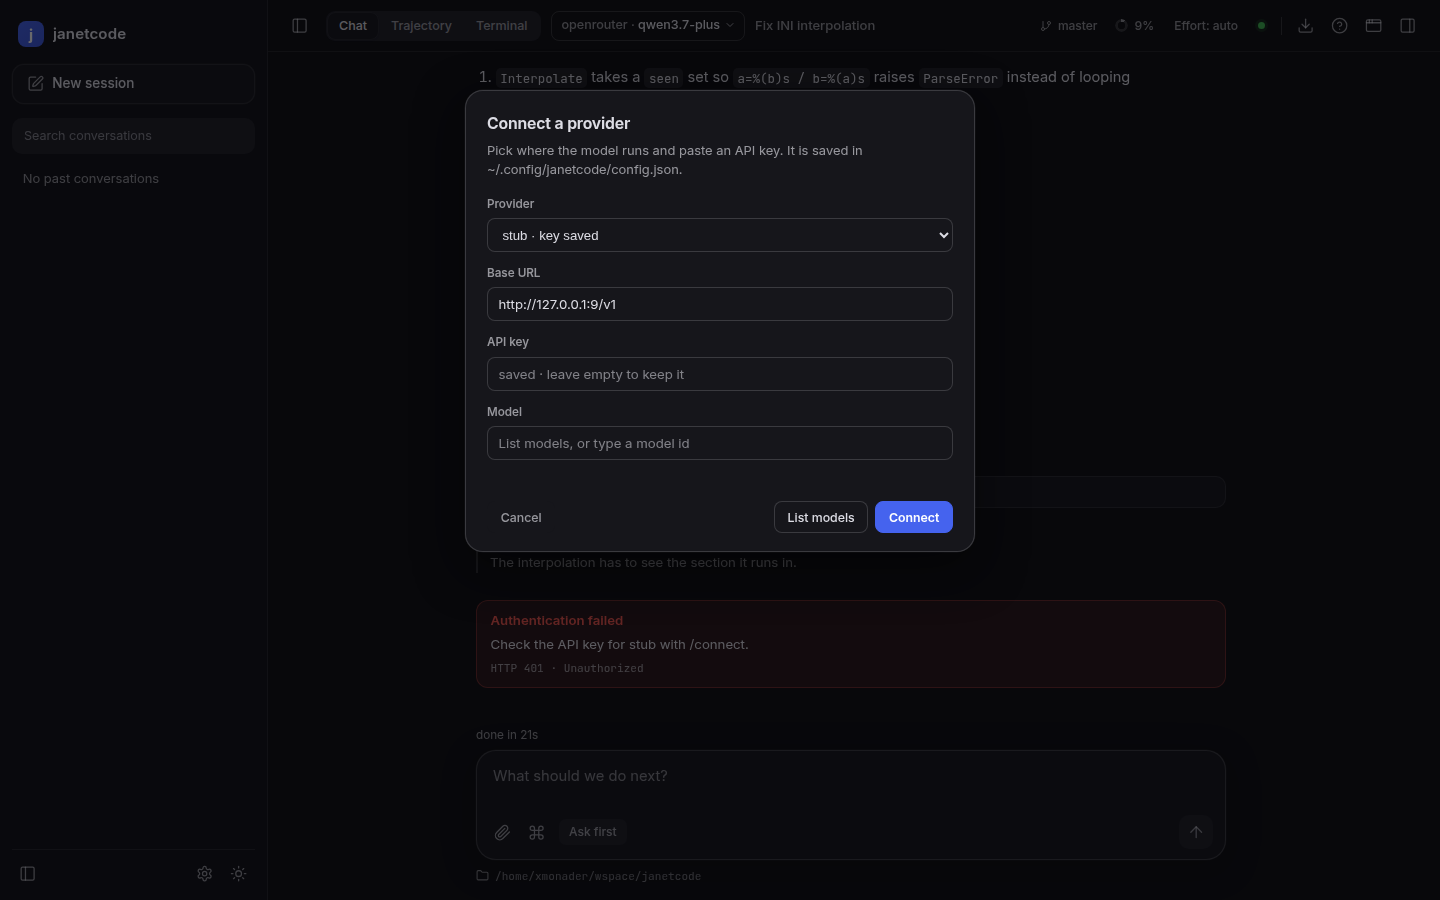 j janetcode
New session
Search conversations
No past conversations
Chat Trajectory Terminal openrouter · qwen3.7-plus Fix INI interpolation master 9% Effort: auto
1. Interpolate takes a seen set so a=%(b)s / b=%(a)s raises ParseError instead of looping
Connect a provider
Pick where the model runs and paste an API key. It is saved in
~/.config/janetcode/config.json.
Provider
stub · key saved
Base URL
http://127.0.0.1:9/v1
API key
saved · leave empty to keep it
Model
List models, or type a model id
Cancel List models Connect
The interpolation has to see the section it runs in.
Authentication failed
Check the API key for stub with /connect.
HTTP 401 · Unauthorized
done in 21s
What should we do next?
Ask first
/home/xmonader/wspace/janetcode